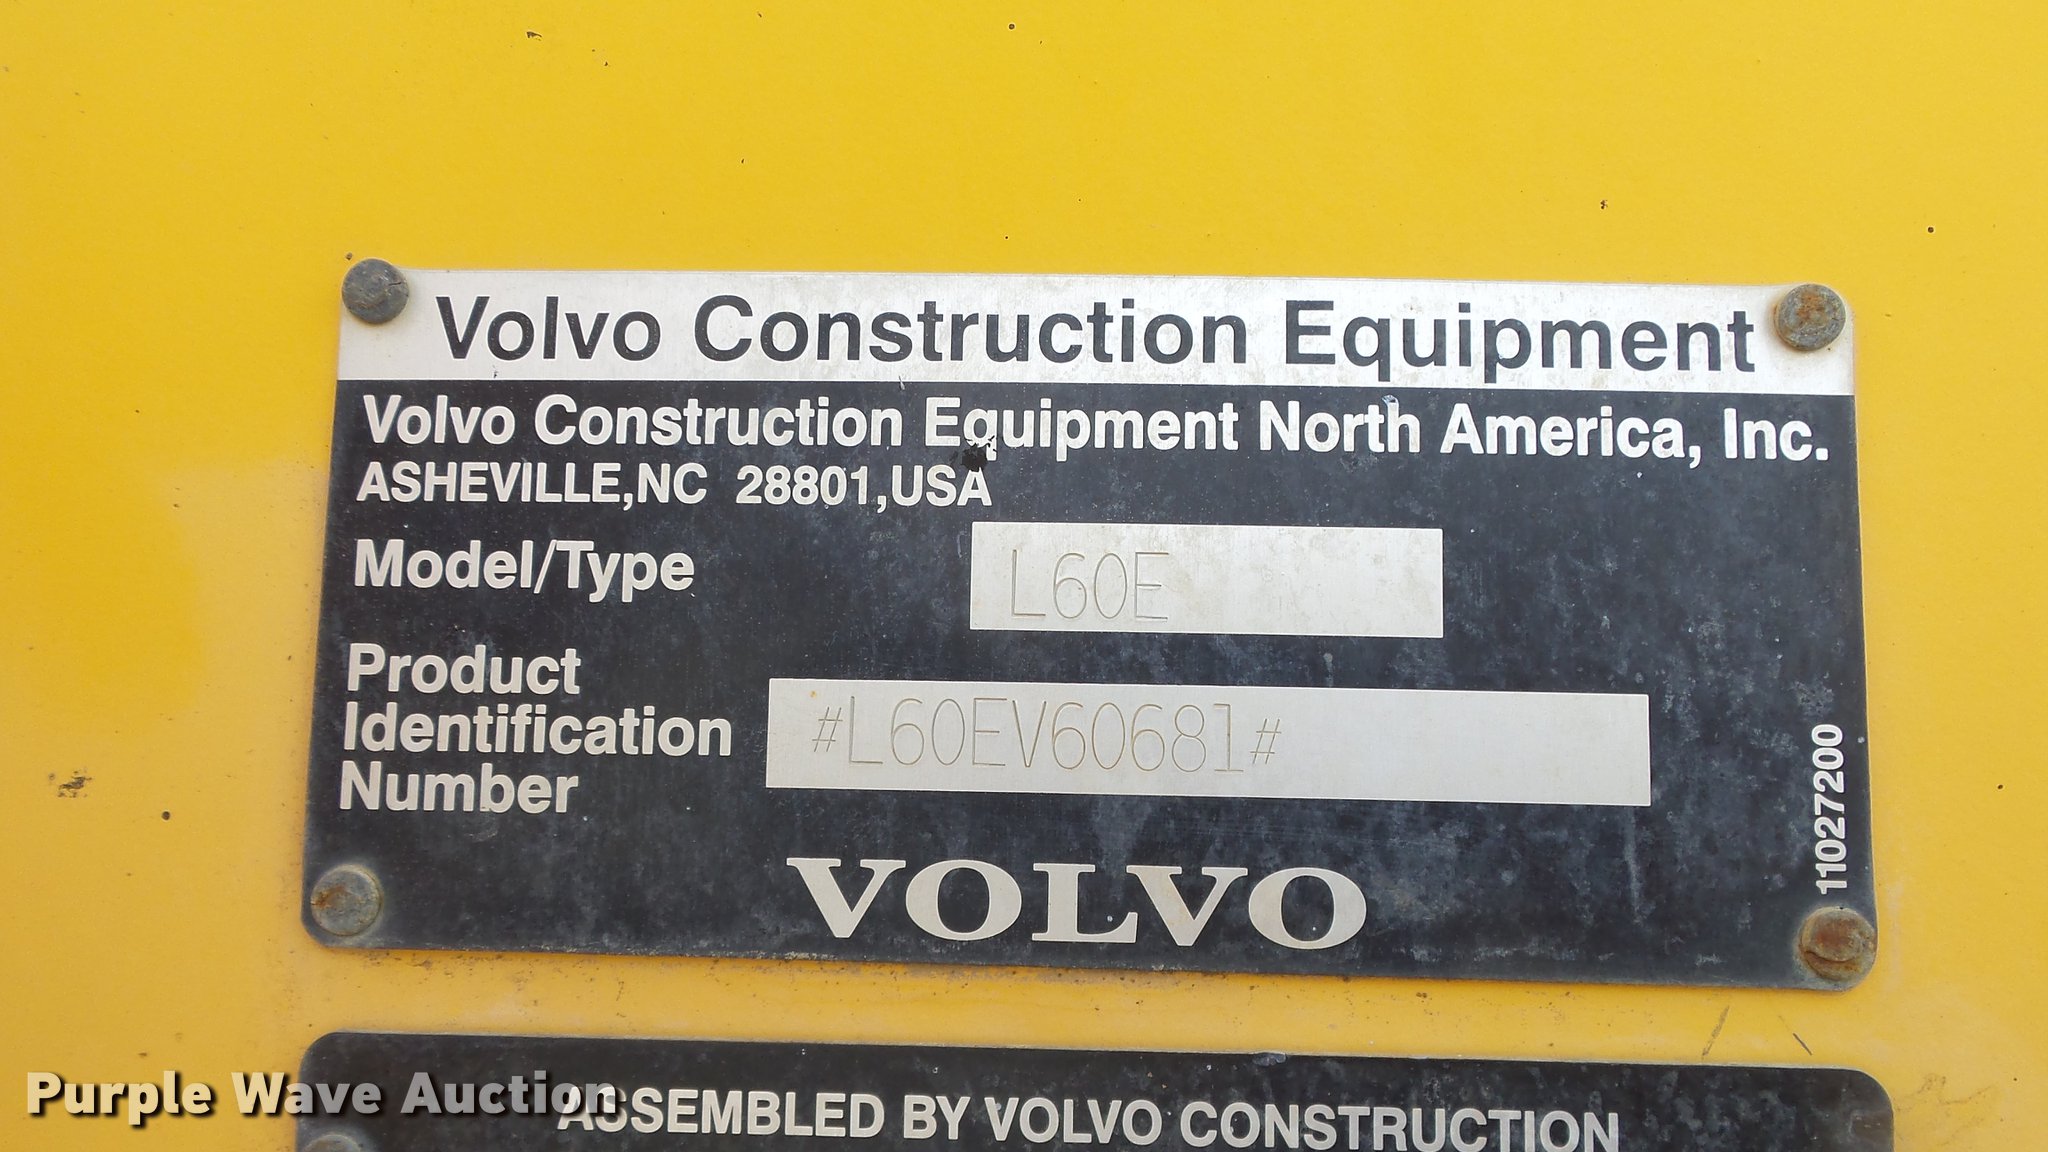 Volvo Construction Equipment
Volvo Construction Equipment North America, Inc.
ASHEVILLE,NC 28801,USA
Model/Type L60E
Product
Identification
Number
#L60EV60681#
11027200
VOLVO
ASSEMBLED BY VOLVO CONSTRUCTION
Purple Wave Auction